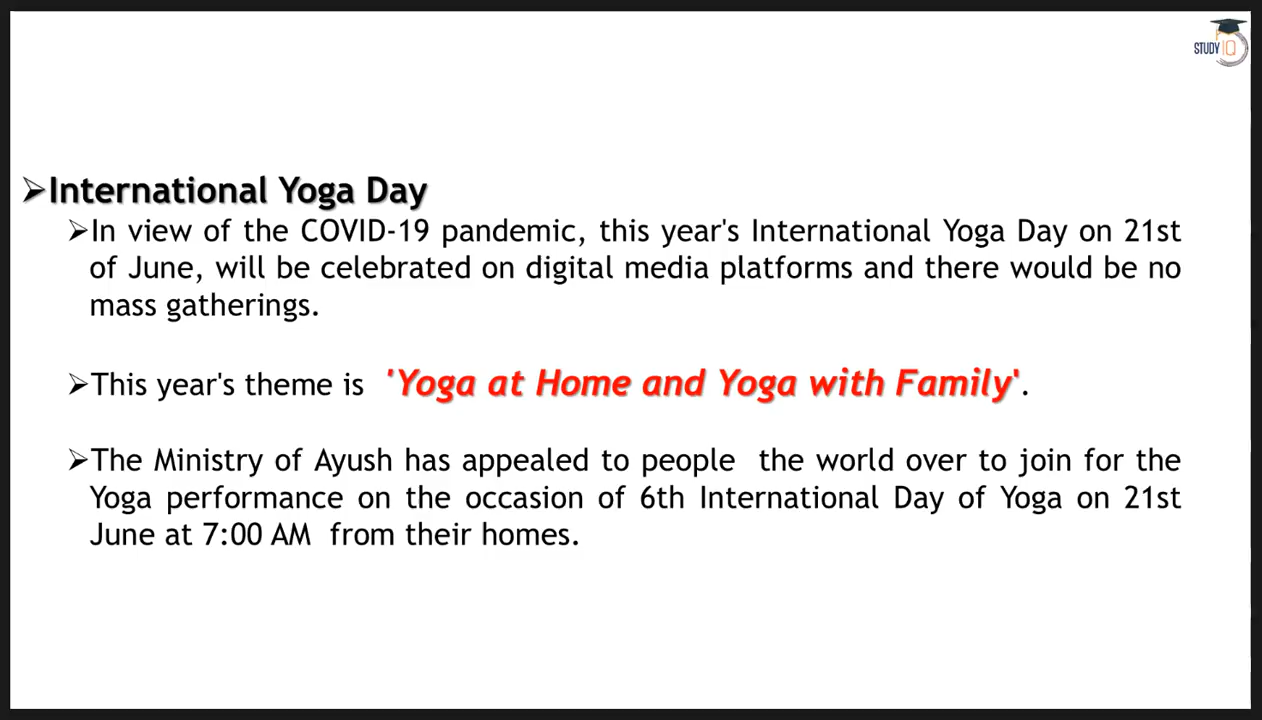 STUDY IQ
➢International Yoga Day
➢In view of the COVID-19 pandemic, this year's International Yoga Day on 21st
of June, will be celebrated on digital media platforms and there would be no
mass gatherings.
➢This year's theme is 'Yoga at Home and Yoga with Family'.
➢The Ministry of Ayush has appealed to people the world over to join for the
Yoga performance on the occasion of 6th International Day of Yoga on 21st
June at 7:00 AM from their homes.